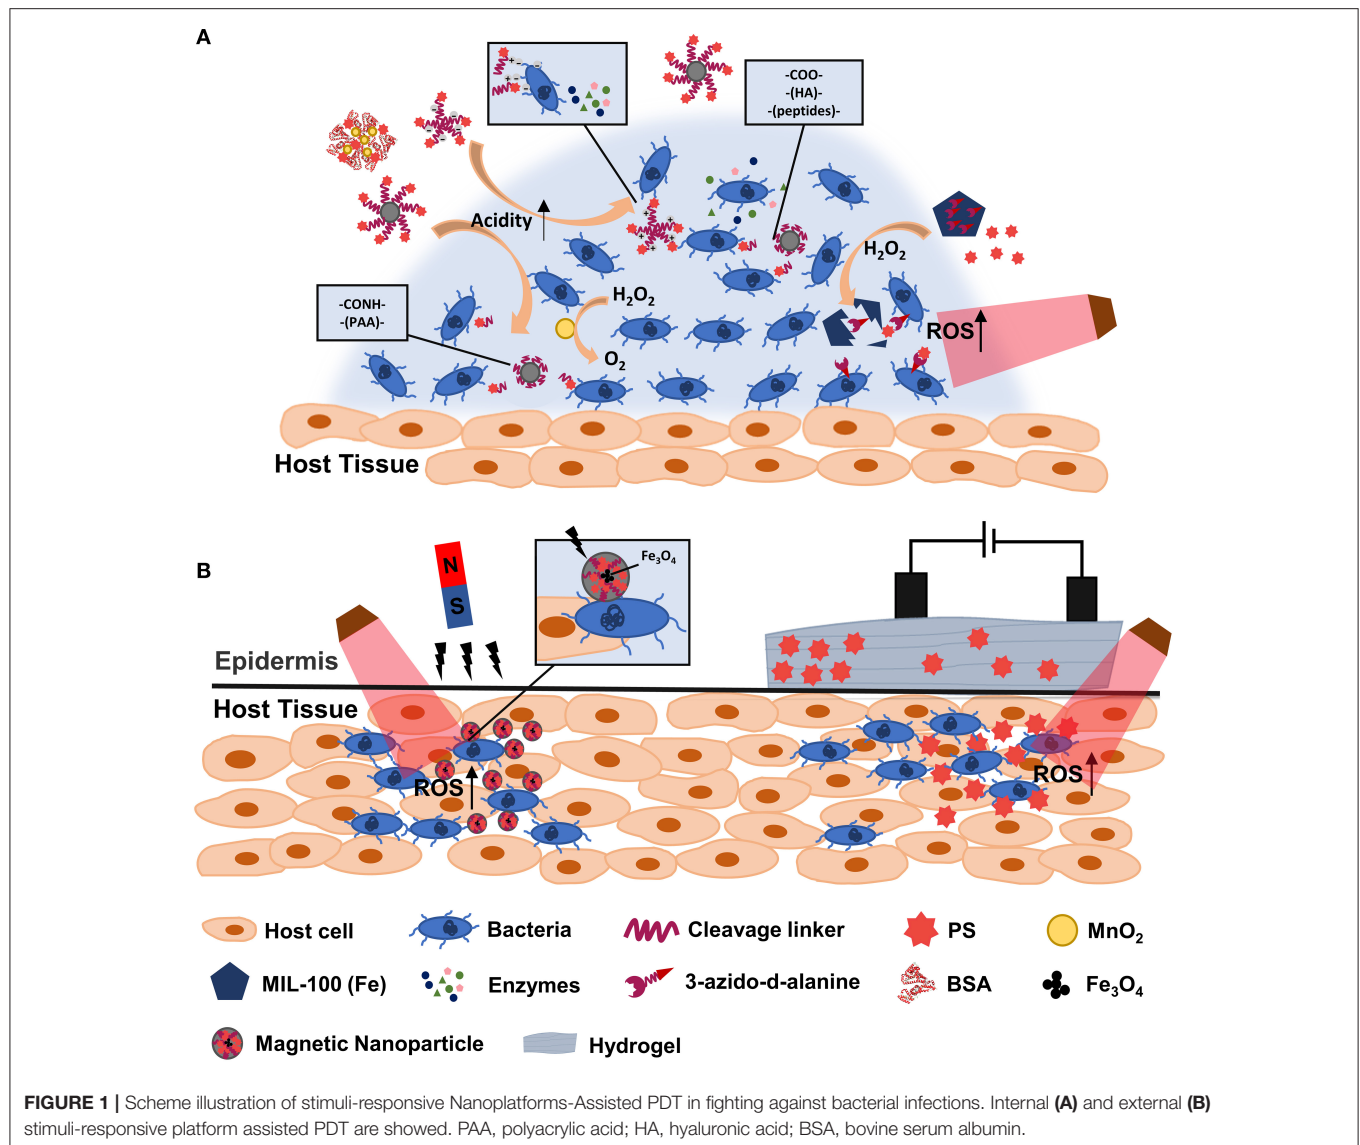 A
-COO-
-(HA)-
-(peptides)-
Acidity
H₂O₂
H₂O₂
-CONH-
-(PAA)-
ROS
O₂
Host Tissue
B
N
S
Fe₃O₄
Epidermis
Host Tissue
ROS
ROS
Host cell
Bacteria
Cleavage linker
PS
MnO₂
MIL-100 (Fe)
Enzymes
3-azido-d-alanine
BSA
Fe₃O₄
Magnetic Nanoparticle
Hydrogel
FIGURE 1 | Scheme illustration of stimuli-responsive Nanoplatforms-Assisted PDT in fighting against bacterial infections. Internal (A) and external (B)
stimuli-responsive platform assisted PDT are showed. PAA, polyacrylic acid; HA, hyaluronic acid; BSA, bovine serum albumin.